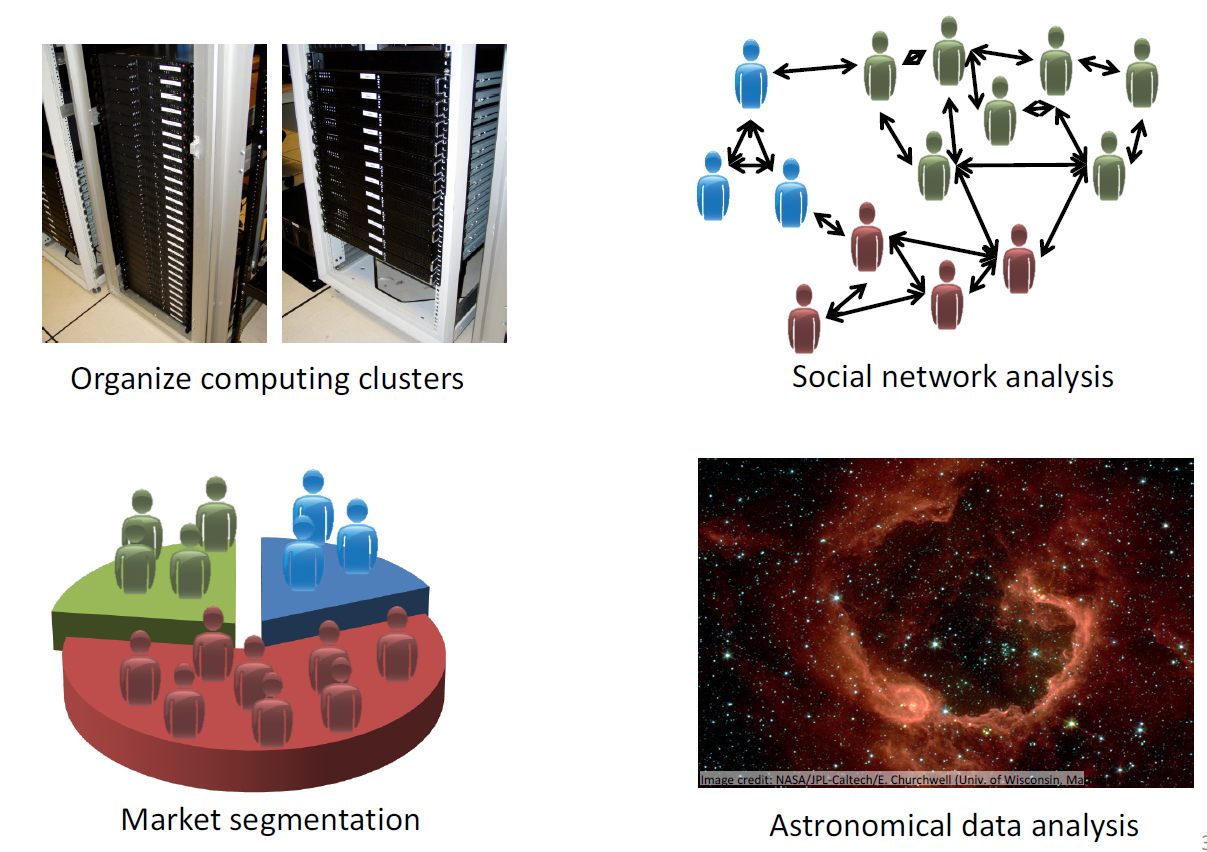 Organize computing clusters
Social network analysis
Image credit: NASA/JPL-Caltech/E. Churchwell (Univ. of Wisconsin,
Market segmentation
Astronomical data analysis